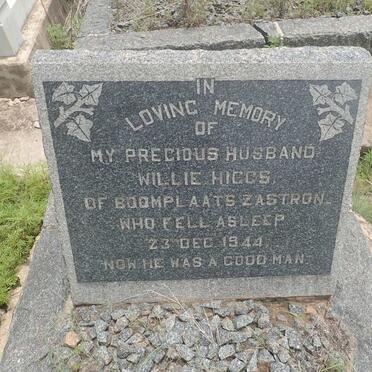 IN
LOVING MEMORY
OF
MY PRECIOUS HUSBAND
WILLIE HIGGS,
OF BOOMPLAATS ZASTRON,
WHO FELL ASLEEP
23 DEC 1944,
NOW HE WAS A GOOD MAN.